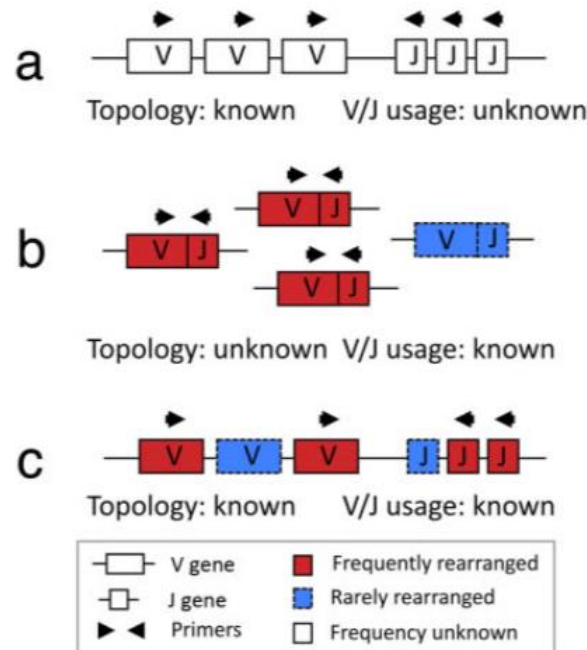 a
V V V J J J
Topology: known V/J usage: unknown
b
V J
V J
V J
V J
Topology: unknown V/J usage: known
c
V V V J J J
Topology: known V/J usage: known
V gene Frequently rearranged
J gene Rarely rearranged
Primers Frequency unknown